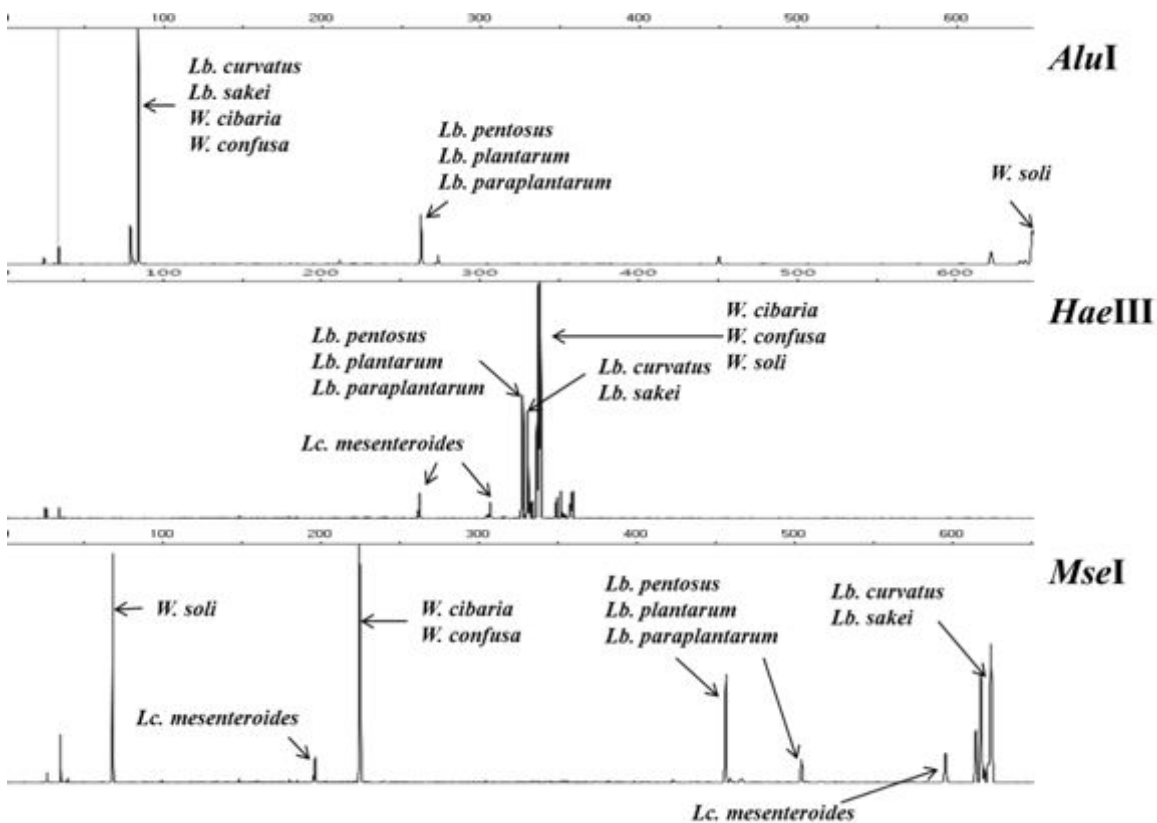 100 200 300 400 500 600
AluI
Lb. curvatus
Lb. sakei
W. cibaria
W. confusa
Lb. pentosus
Lb. plantarum
Lb. paraplantarum
W. soli
100 200 300 400 500 600
HaeIII
Lb. pentosus
Lb. plantarum
Lb. paraplantarum
W. cibaria
W. confusa
W. soli
Lb. curvatus
Lb. sakei
Lc. mesenteroides
100 200 300 400 500 600
MseI
W. soli
Lc. mesenteroides
W. cibaria
W. confusa
Lb. pentosus
Lb. plantarum
Lb. paraplantarum
Lb. curvatus
Lb. sakei
Lc. mesenteroides